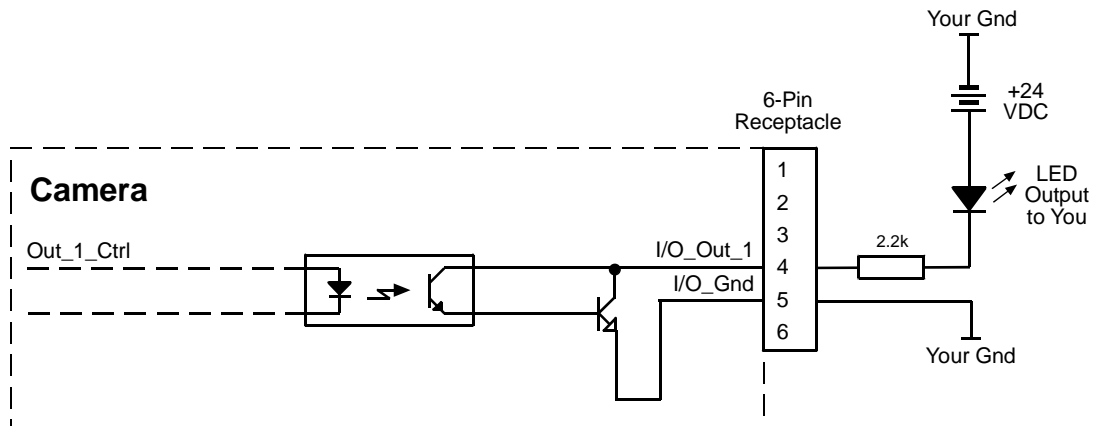 Your Gnd
+24
VDC
6-Pin
Receptacle
Camera
1
2
3
4
5
6
LED
Output
to You
Out_1_Ctrl
I/O_Out_1
2.2k
I/O_Gnd
Your Gnd